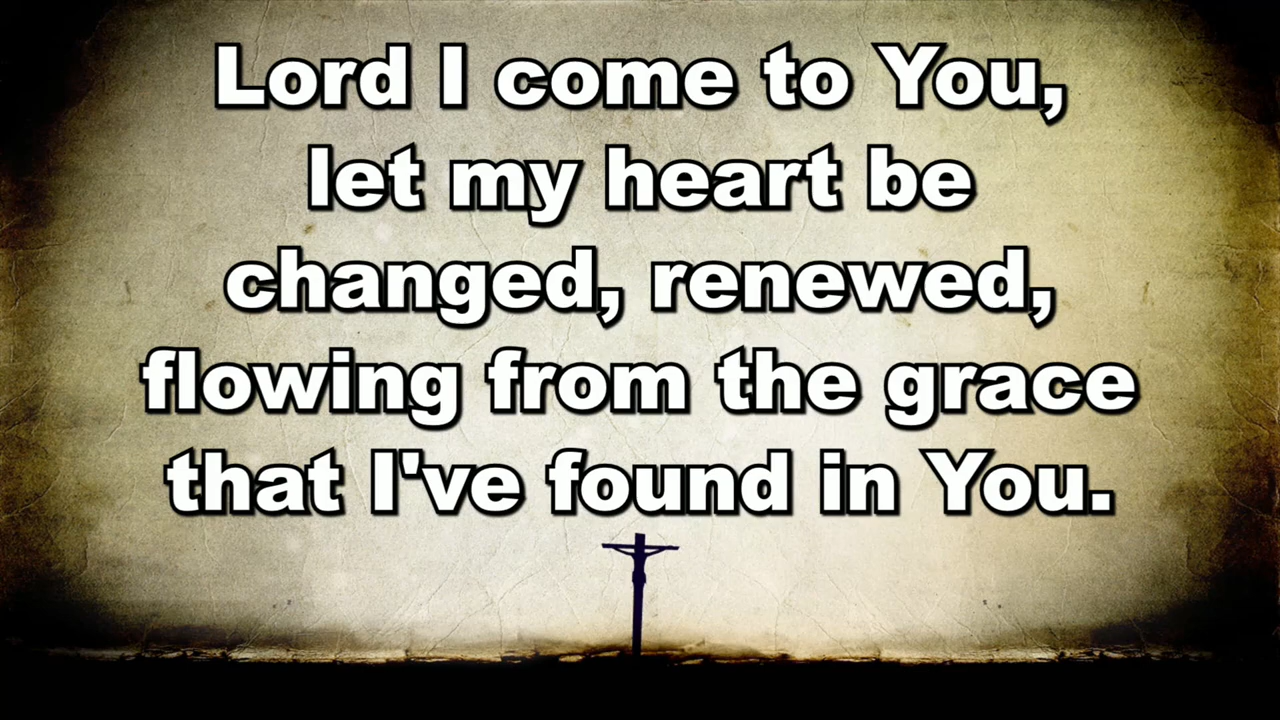 Lord I come to You,
let my heart be
changed, renewed,
flowing from the grace
that I've found in You.